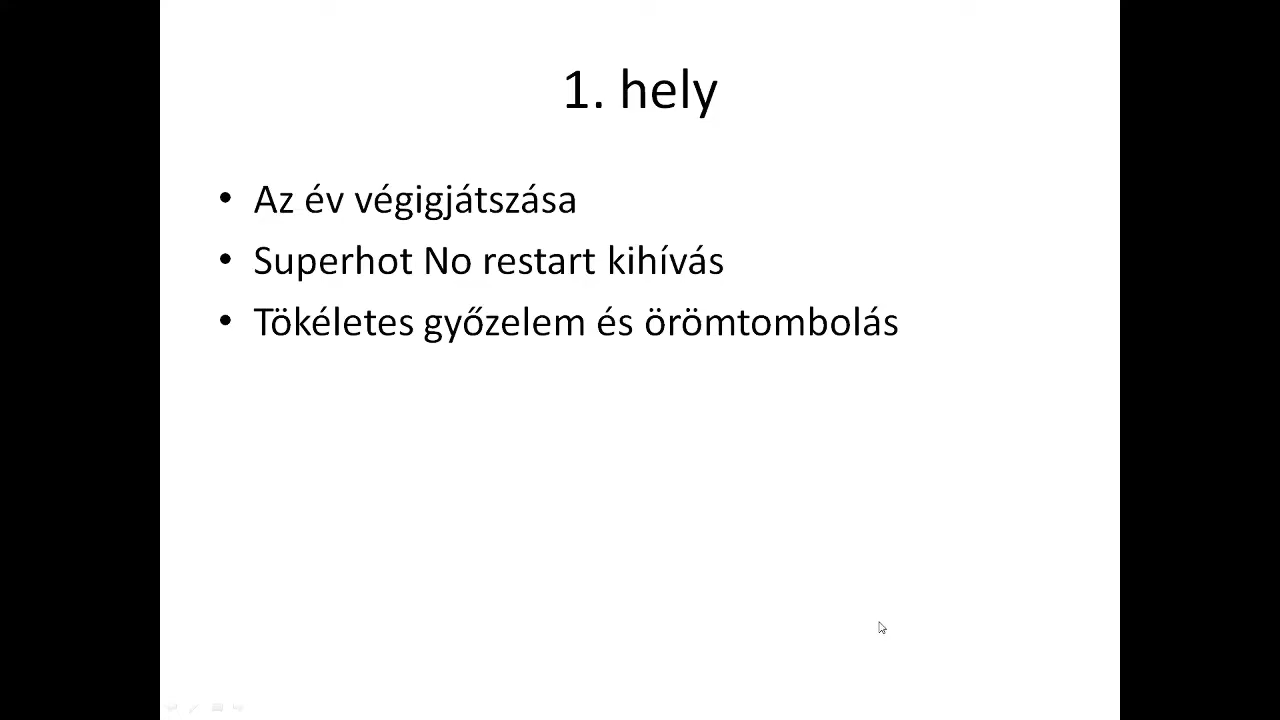 1. hely
• Az év végigjátszása
• Superhot No restart kihívás
• Tökéletes győzelem és örömtombolás